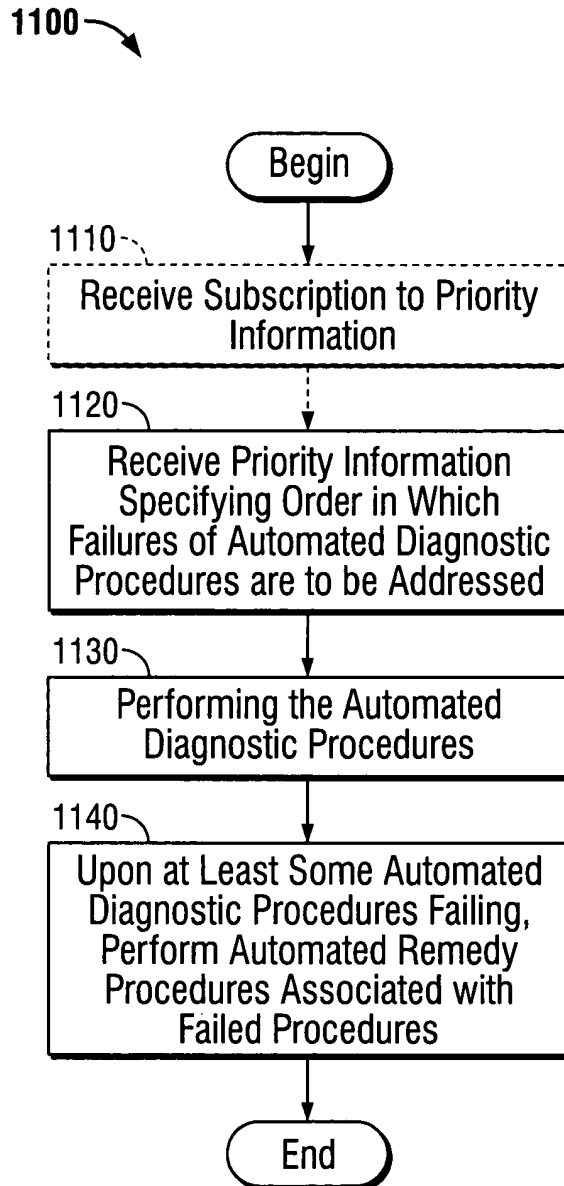 1100
Begin
1110
Receive Subscription to Priority
Information
1120
Receive Priority Information
Specifying Order in Which
Failures of Automated Diagnostic
Procedures are to be Addressed
1130
Performing the Automated
Diagnostic Procedures
1140
Upon at Least Some Automated
Diagnostic Procedures Failing,
Perform Automated Remedy
Procedures Associated with
Failed Procedures
End